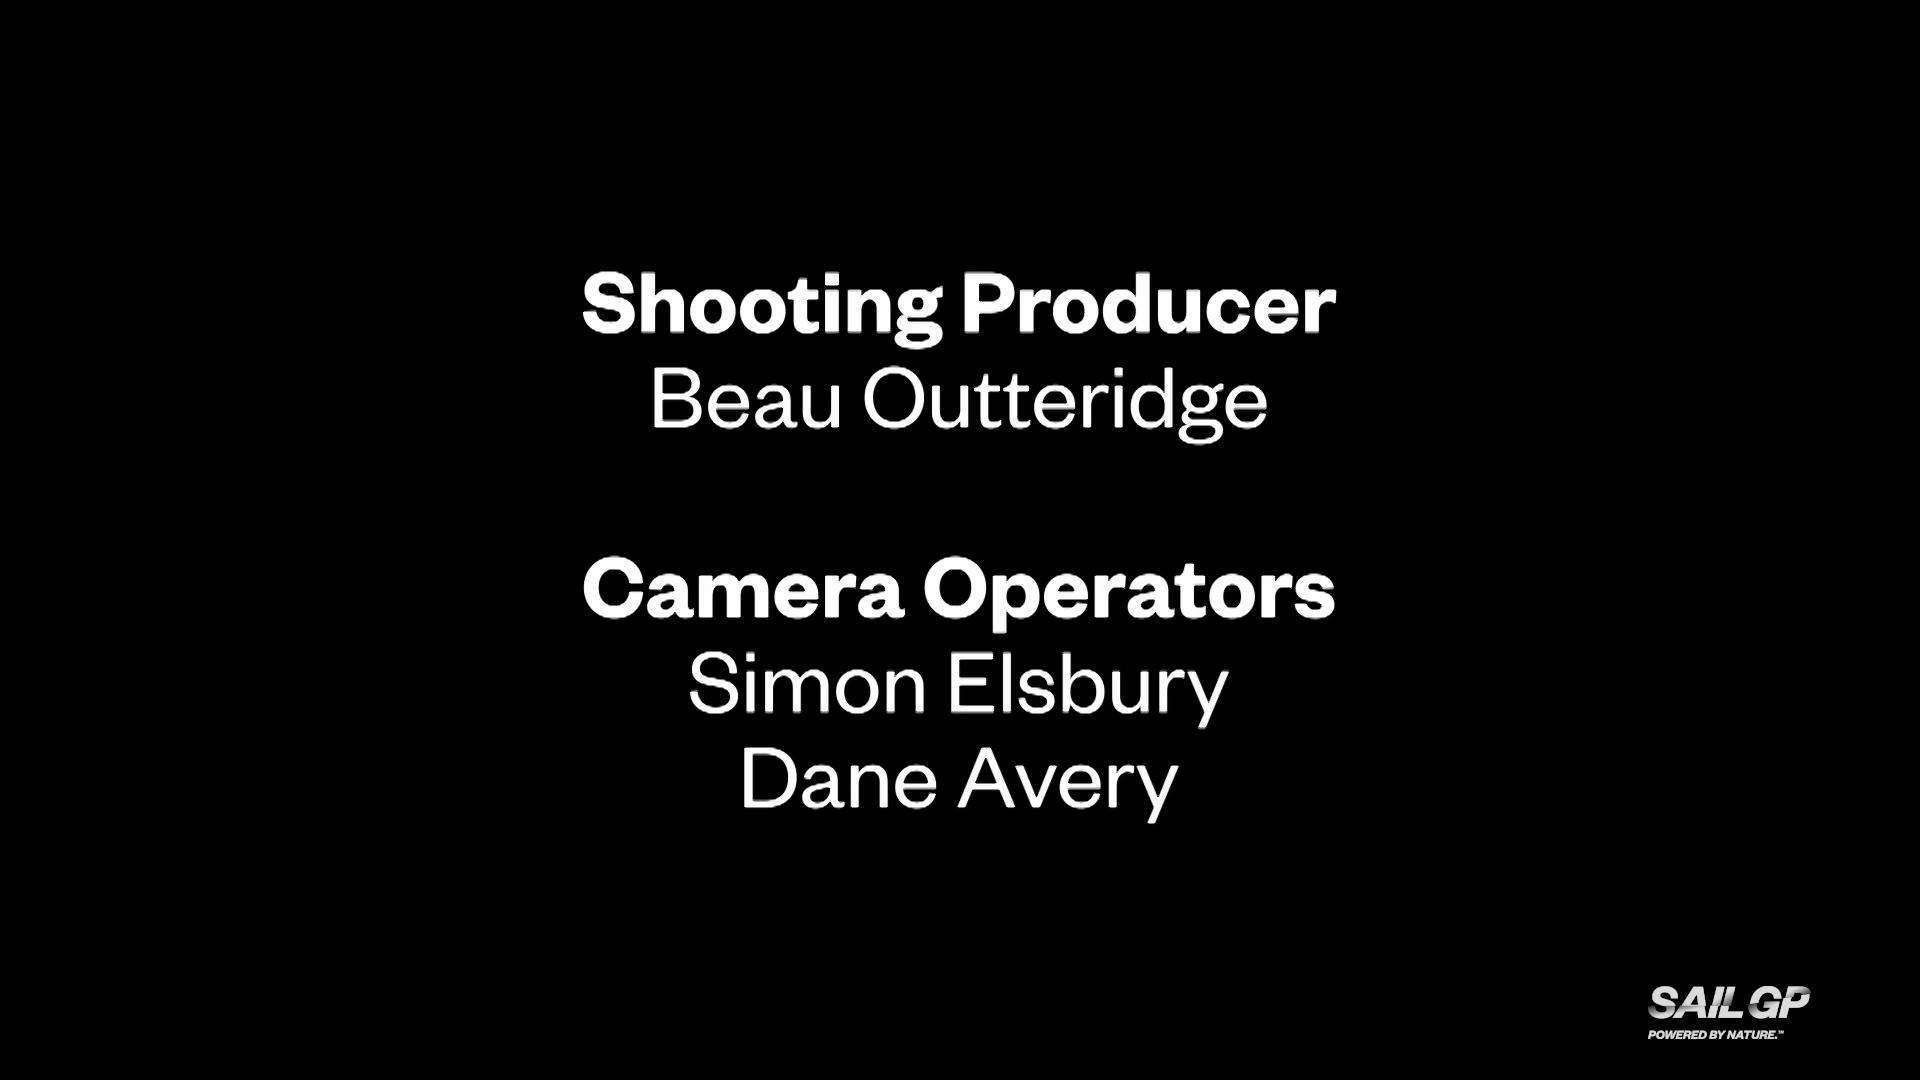 Shooting Producer
Beau Outteridge
Camera Operators
Simon Elsbury
Dane Avery
SAIL GP
POWERED BY NATURE.™